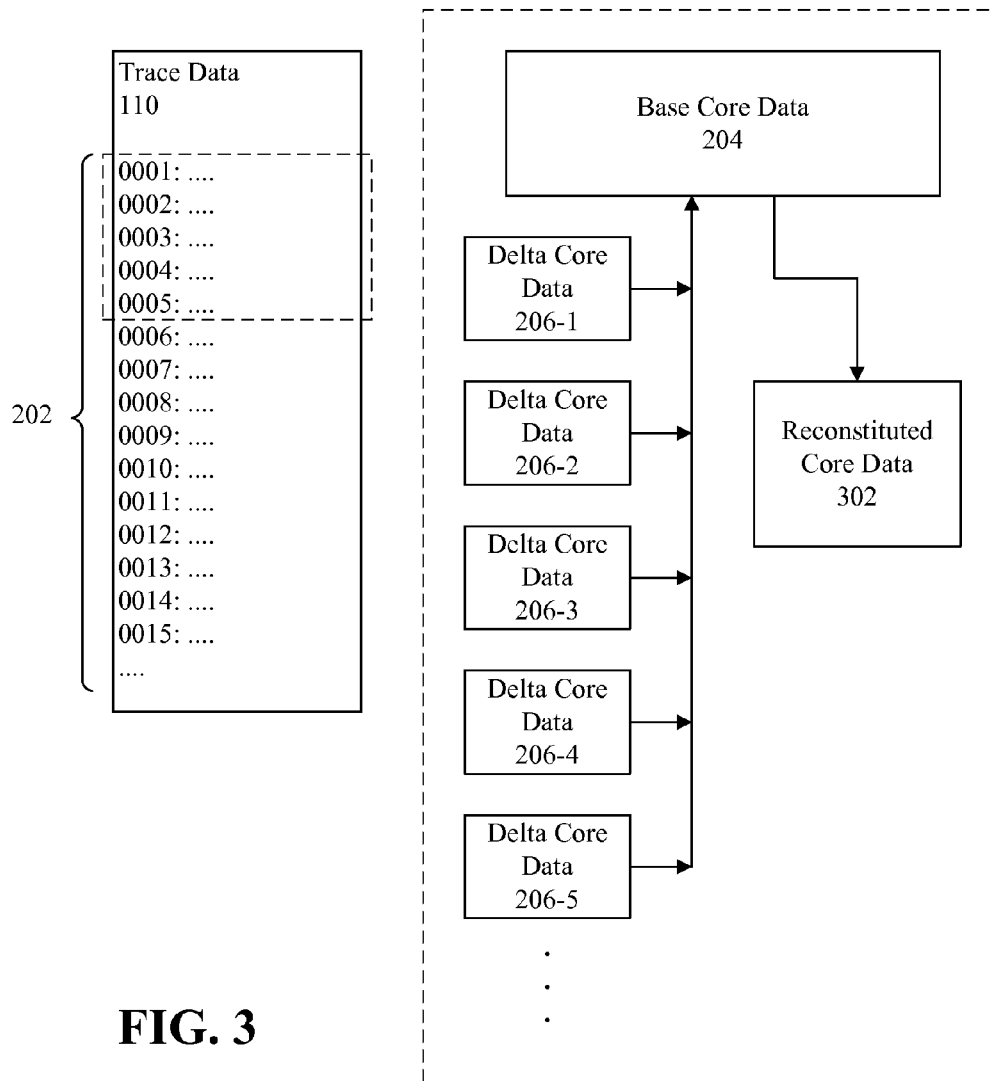 Trace Data
110
0001: ....
0002: ....
0003: ....
0004: ....
0005: ....
0006: ....
0007: ....
0008: ....
0009: ....
0010: ....
0011: ....
0012: ....
0013: ....
0014: ....
0015: ....
....
202
Base Core Data
204
Delta Core
Data
206-1
Delta Core
Data
206-2
Delta Core
Data
206-3
Delta Core
Data
206-4
Delta Core
Data
206-5
Reconstituted
Core Data
302
FIG. 3